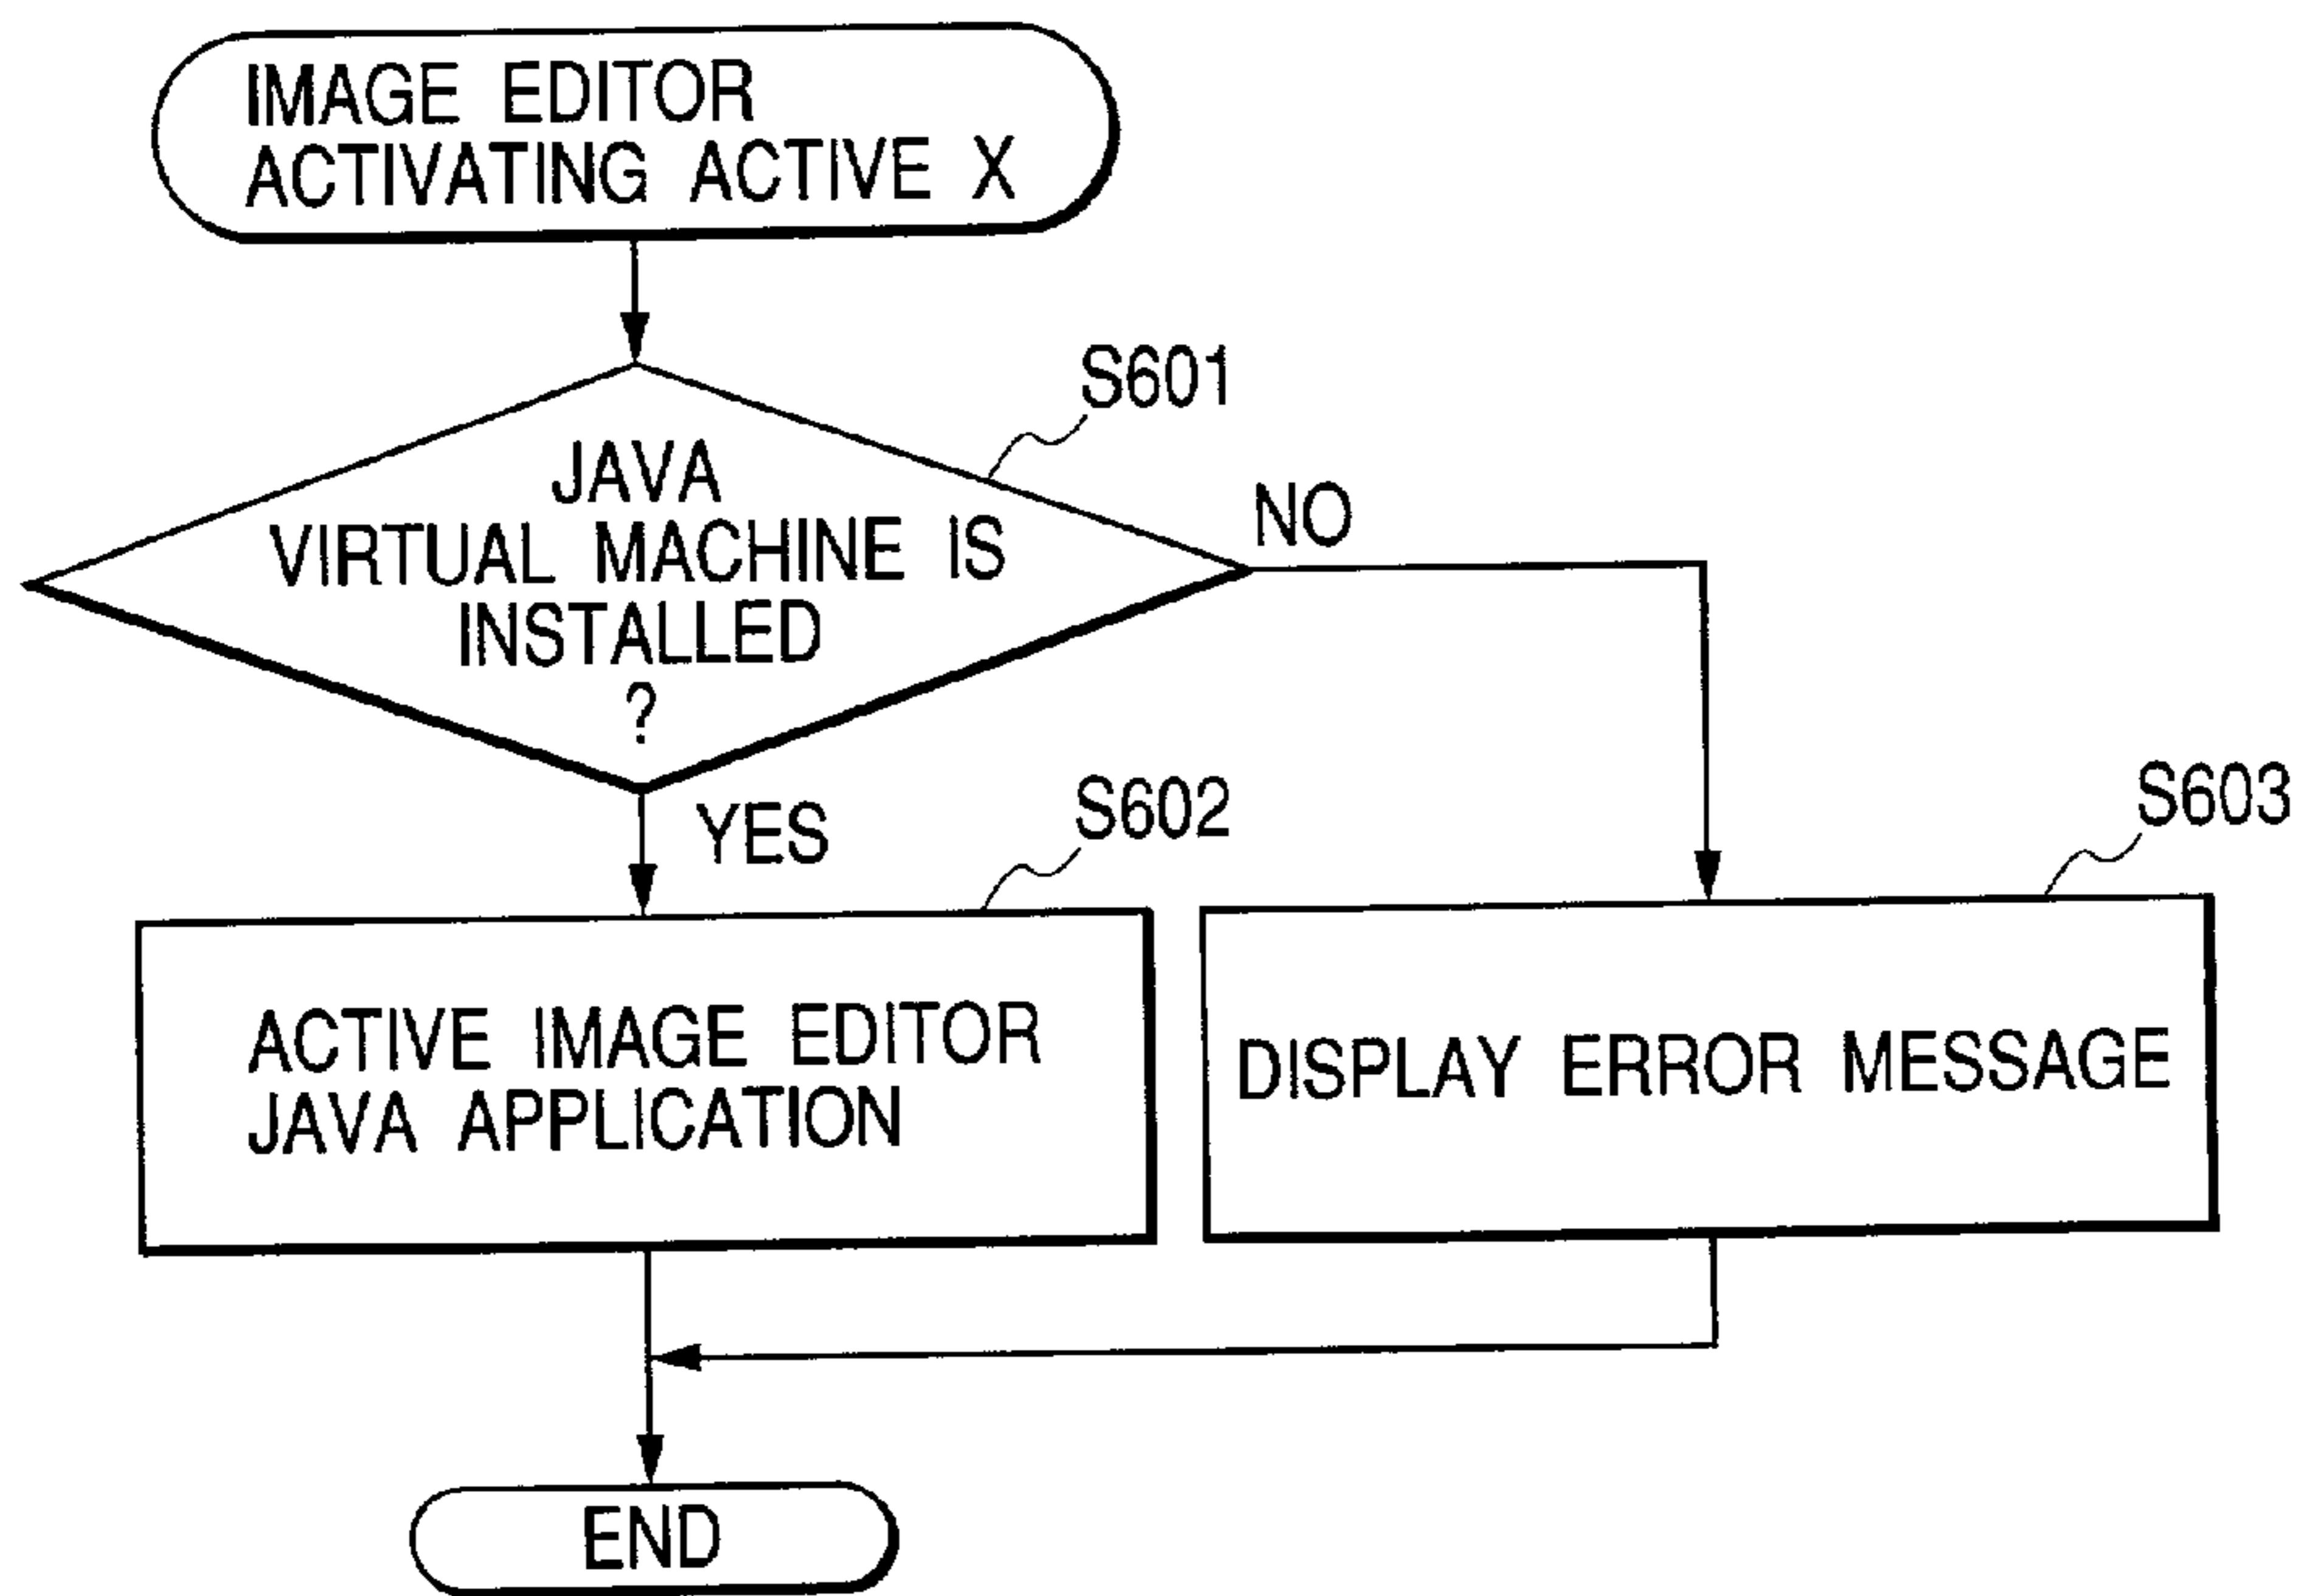 IMAGE EDITOR
ACTIVATING ACTIVE X
S601
JAVA
VIRTUAL MACHINE IS
INSTALLED
?
NO
YES
S602
S603
ACTIVE IMAGE EDITOR
JAVA APPLICATION
DISPLAY ERROR MESSAGE
END